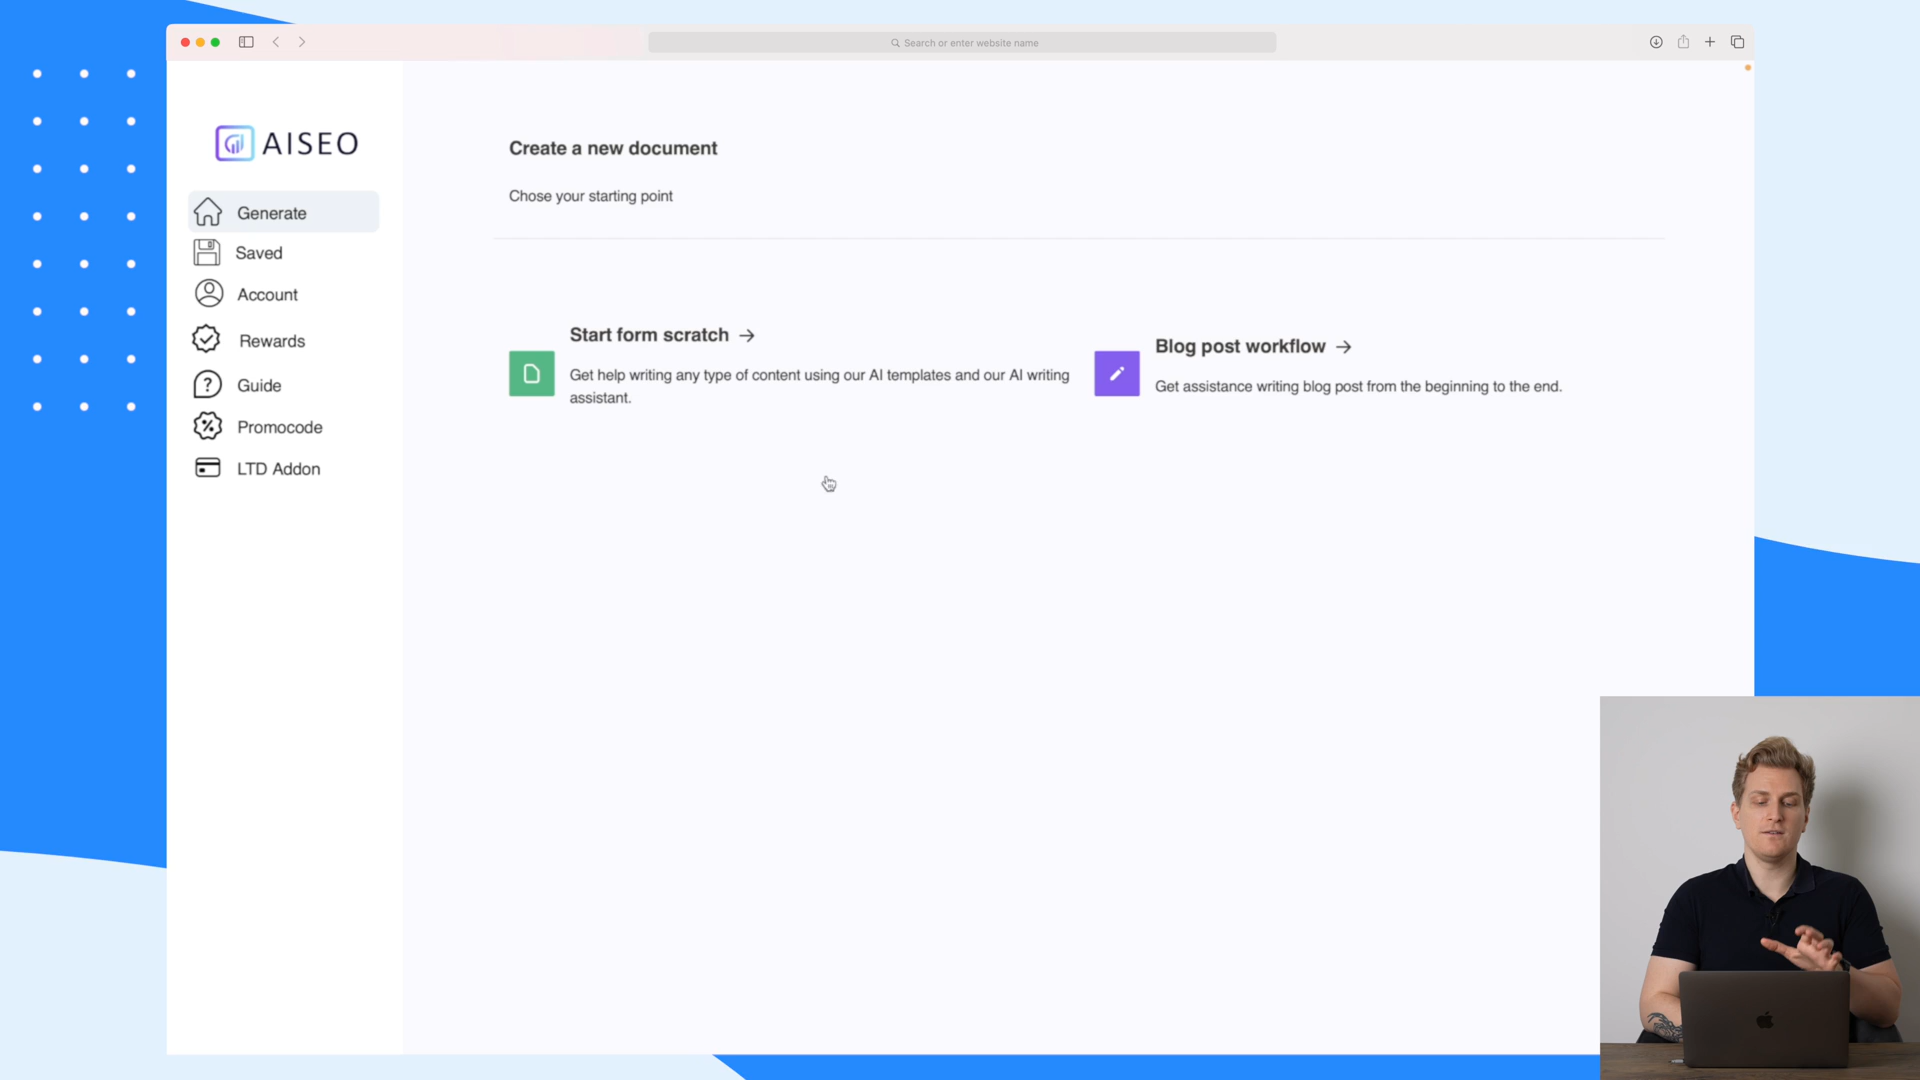 Search or enter website name
AISEO
Generate
Saved
Account
Rewards
Guide
Promocode
LTD Addon
Create a new document
Chose your starting point
Start form scratch
Get help writing any type of content using our AI templates and our AI writing
assistant.
Blog post workflow
Get assistance writing blog post from the beginning to the end.